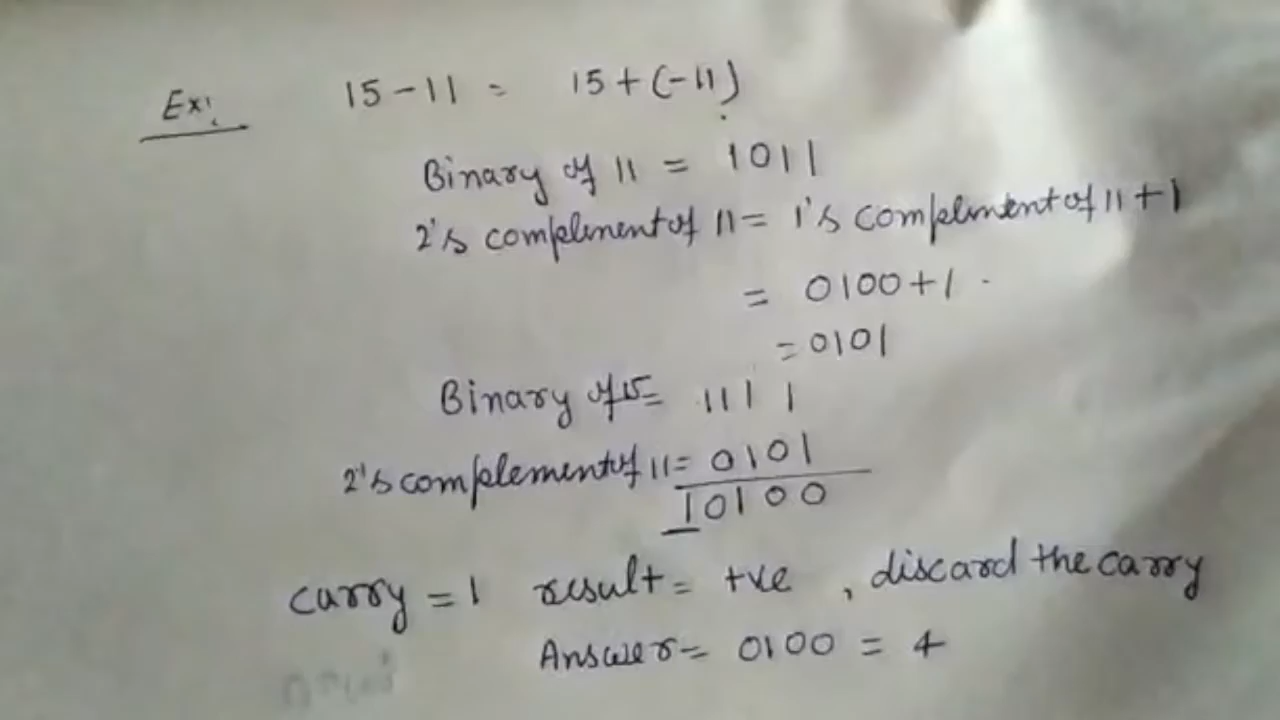 Ex:
15-11 = 15+(-11)
Binary of 11 = 1011
2's complement of 11 = 1's complement of 11+1
= 0100+1
=0101
Binary of 15= 1111
2's complement of 11= 0101
10100
carry = 1 result = +ve , discard the carry
Answer= 0100 = 4